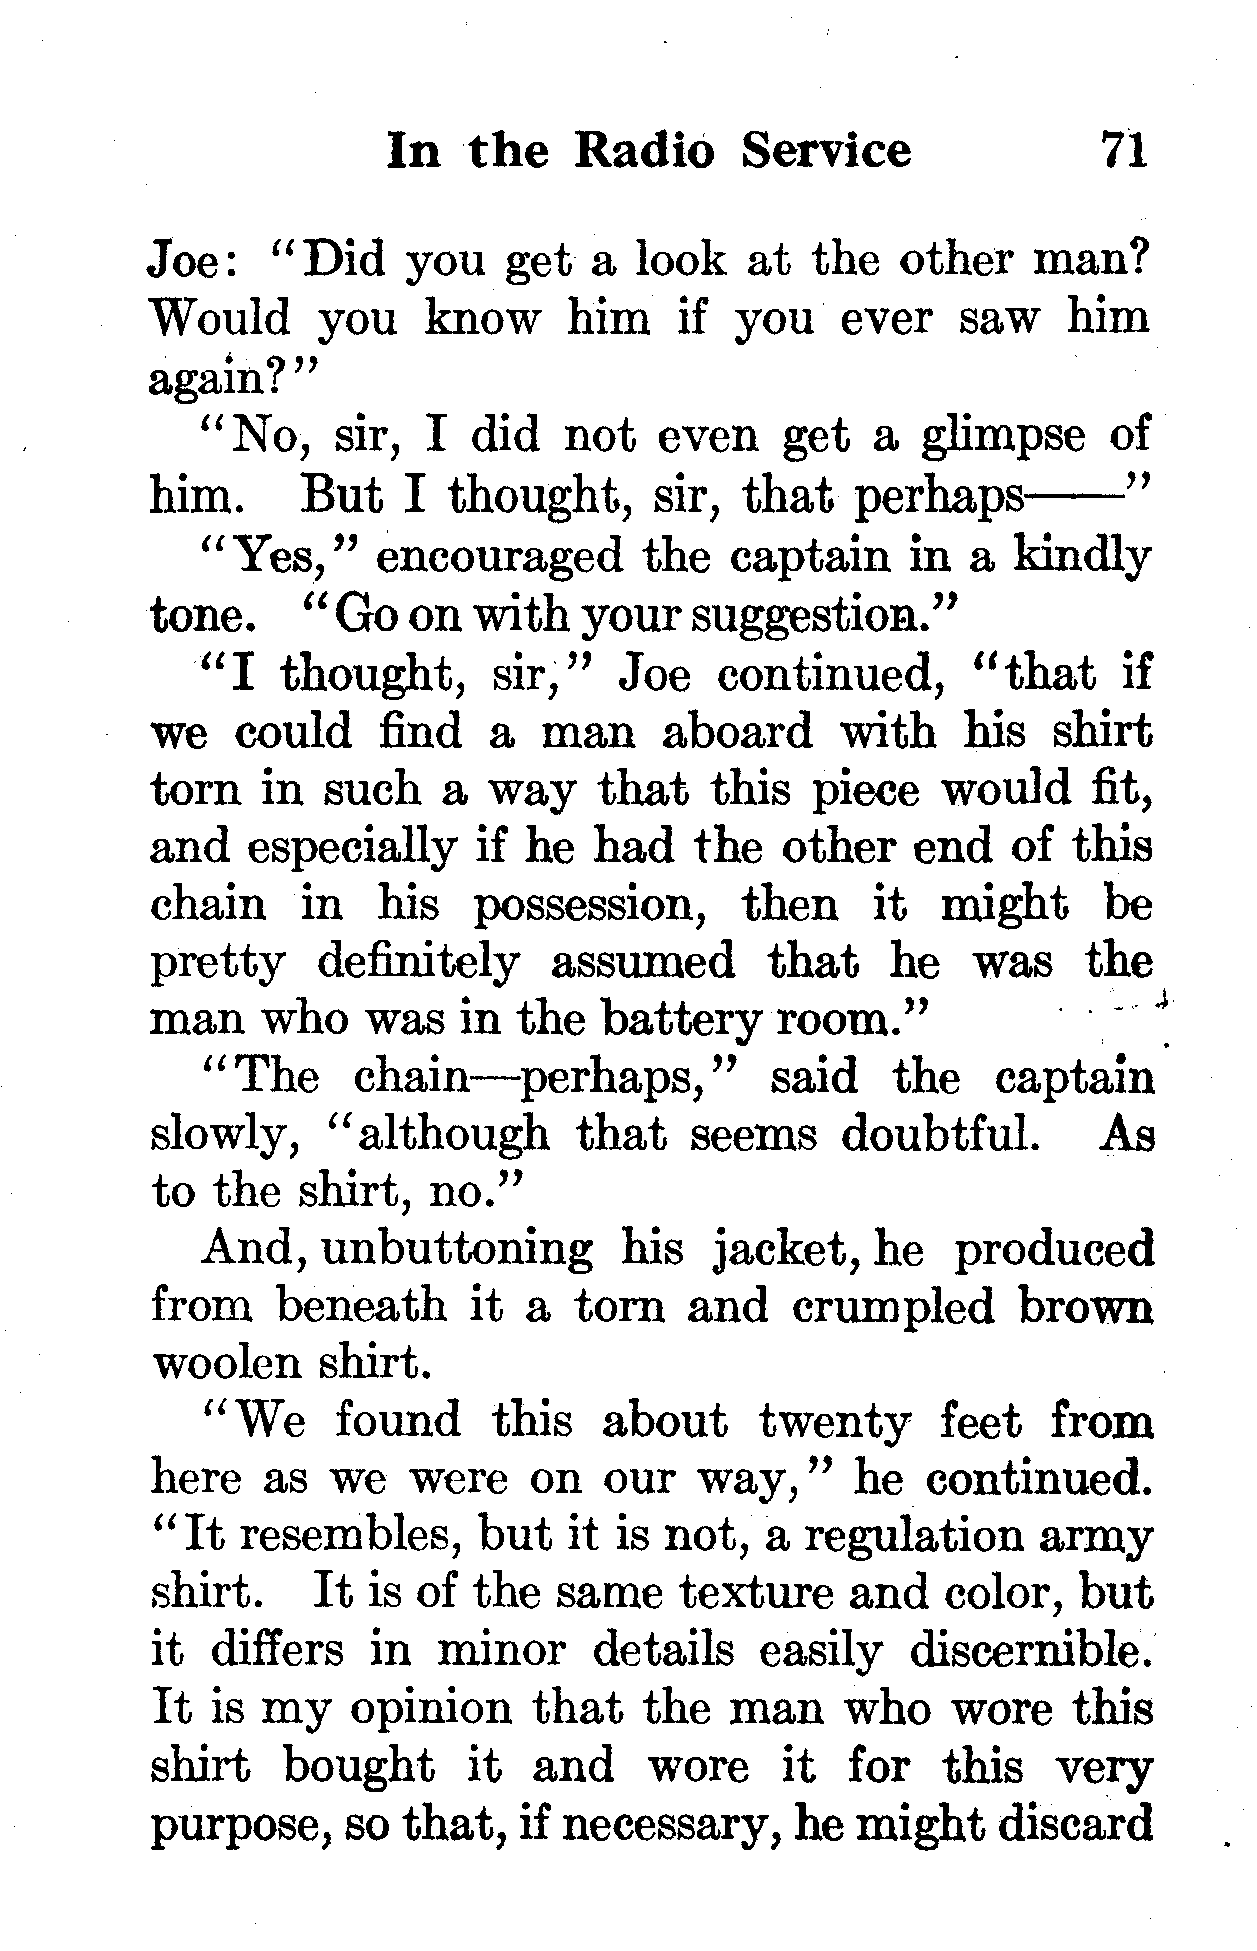 In the Radio Service 71
Joe: "Did you get a look at the other man?
Would you know him if you ever saw him
again?"
"No, sir, I did not even get a glimpse of
him. But I thought, sir, that perhaps——"
"Yes," encouraged the captain in a kindly
tone. "Go on with your suggestion."
"I thought, sir," Joe continued, "that if
we could find a man aboard with his shirt
torn in such a way that this piece would fit,
and especially if he had the other end of this
chain in his possession, then it might be
pretty definitely assumed that he was the
man who was in the battery room."
"The chain—perhaps," said the captain
slowly, "although that seems doubtful. As
to the shirt, no."
And, unbuttoning his jacket, he produced
from beneath it a torn and crumpled brown
woolen shirt.
"We found this about twenty feet from
here as we were on our way," he continued.
"It resembles, but it is not, a regulation army
shirt. It is of the same texture and color, but
it differs in minor details easily discernible.
It is my opinion that the man who wore this
shirt bought it and wore it for this very
purpose, so that, if necessary, he might discard